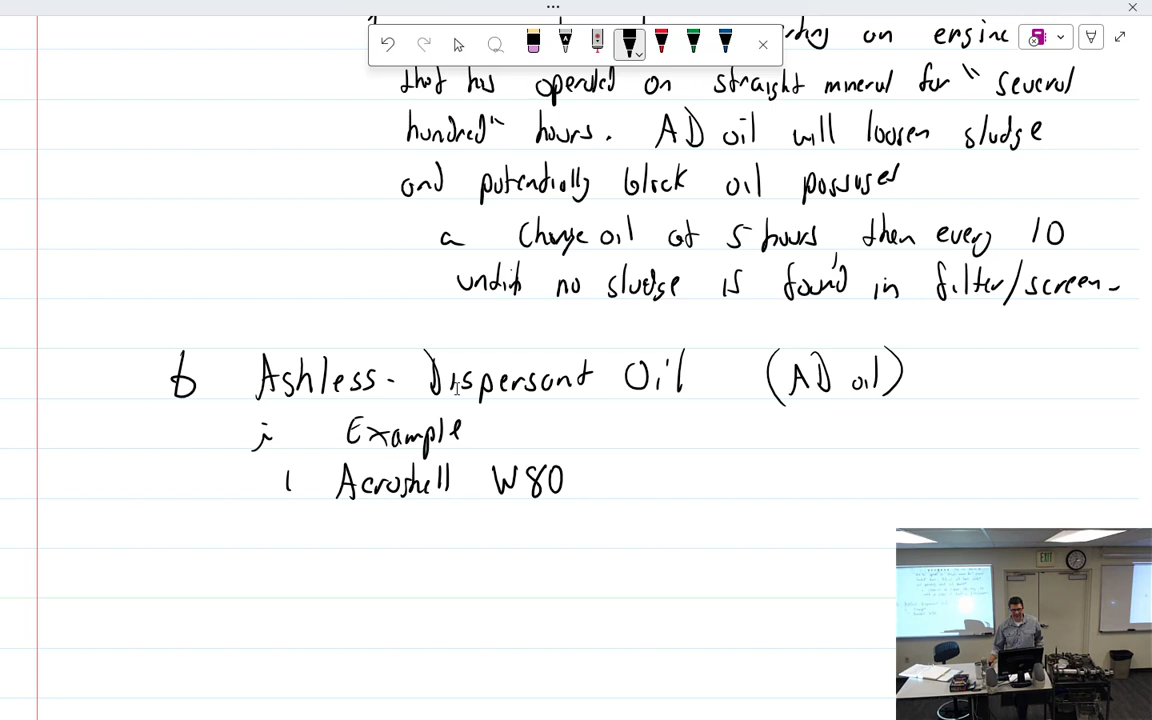 on engine
that has operated on straight mineral for "several
hundred" hours. AD oil will loosen sludge
and potentially block oil passages
a change oil at 5 hours, then every 10
until no sludge is found in filter/screen.
b Ashless-Dispersant Oil (AD oil)
i Example
1 Aeroshell W80
EXIT